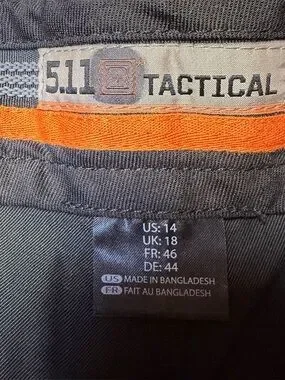 5.11 TACTICAL
US: 14
UK: 18
FR: 46
DE: 44
US MADE IN BANGLADESH
FR FAIT AU BANGLADESH